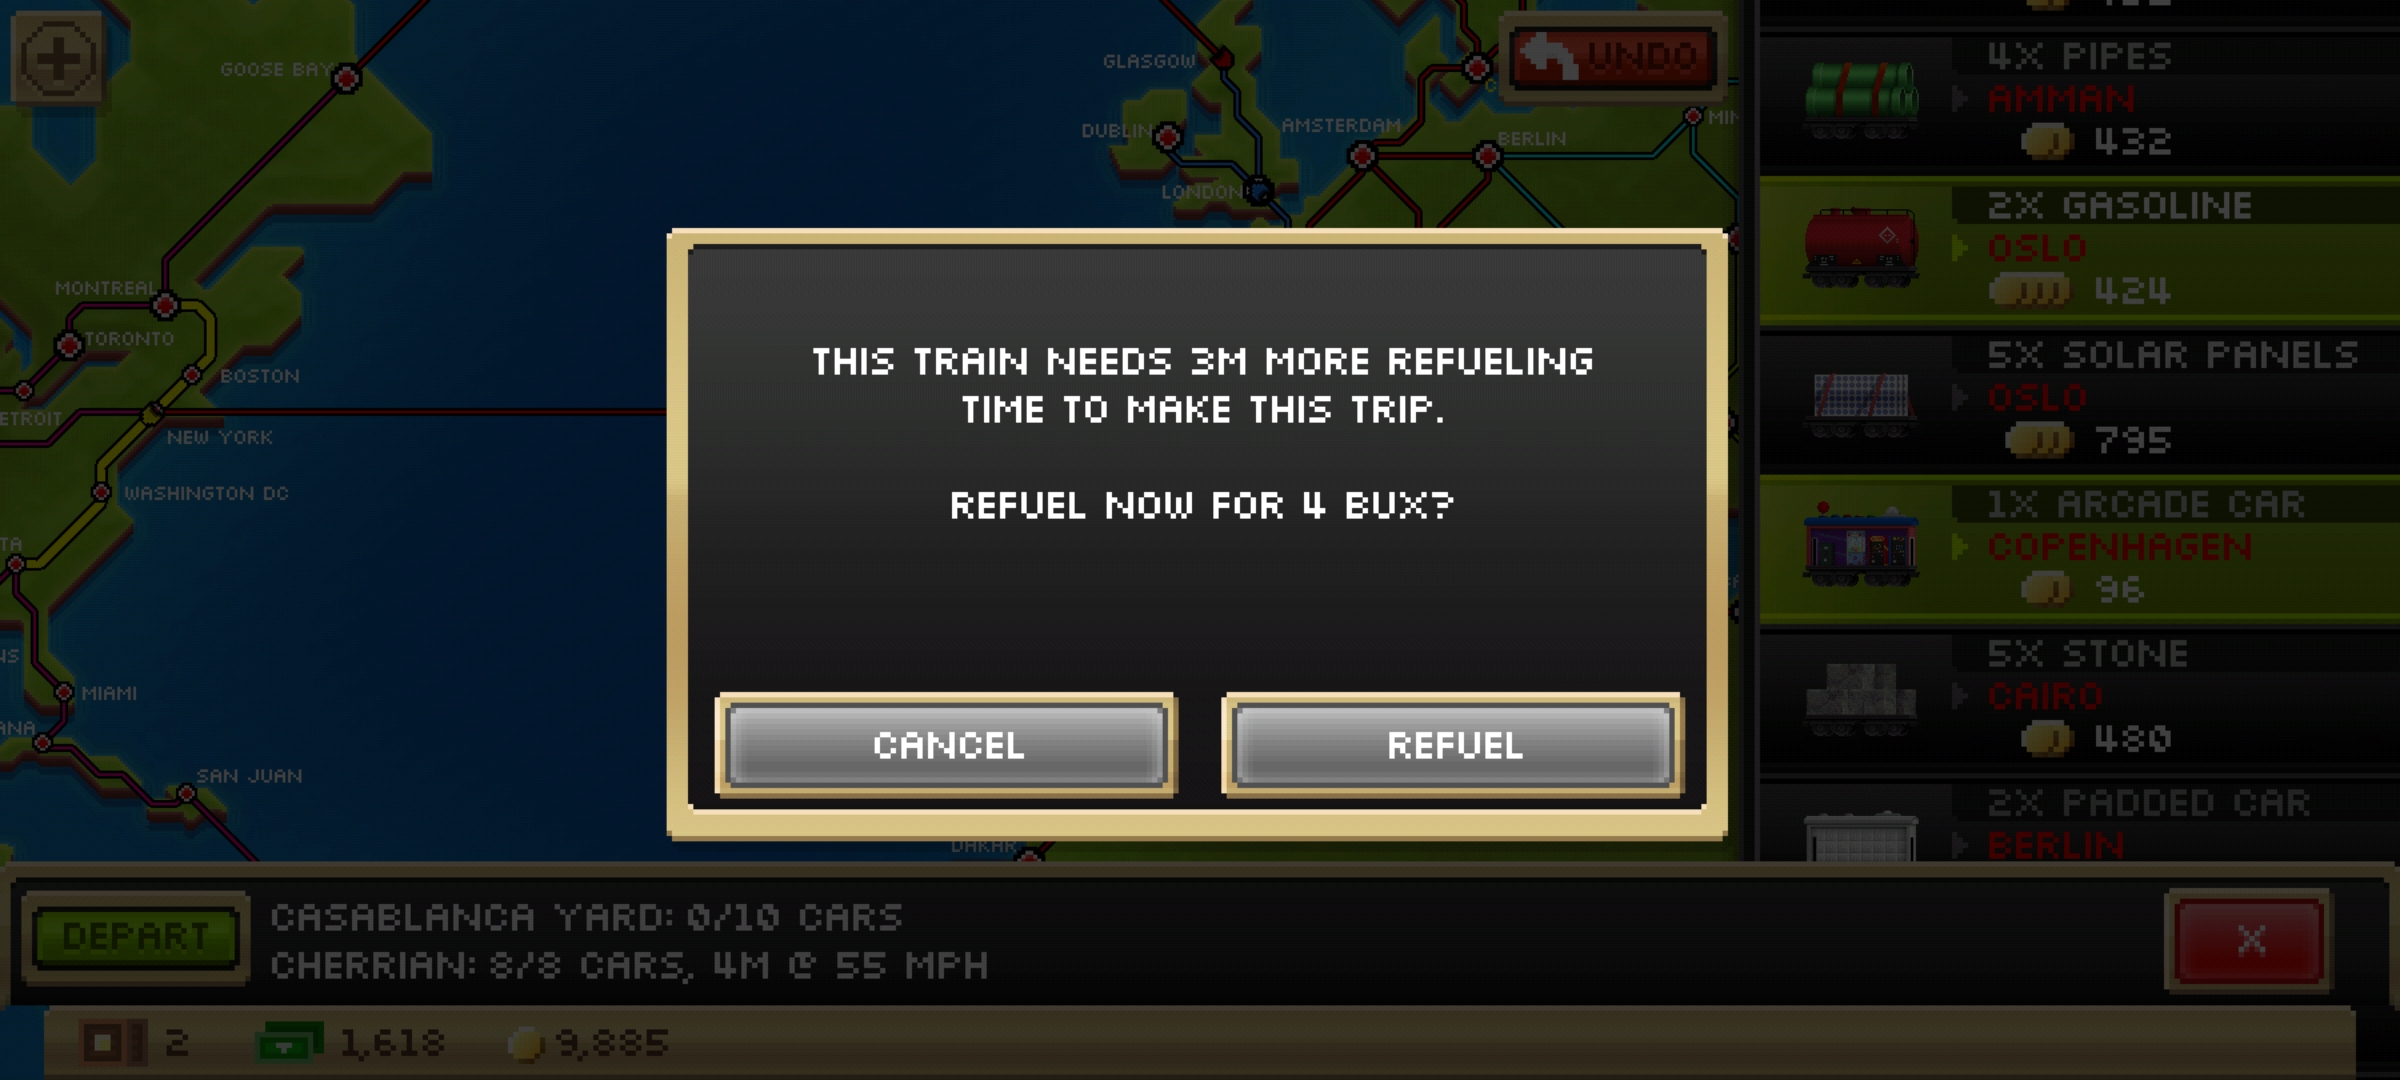 GOOSE BAY
GLASGOW
UNDO
DUBLIN
AMSTERDAM
BERLIN
LONDON
MONTREAL
TORONTO
BOSTON
NEW YORK
WASHINGTON DC
MIAMI
SAN JUAN
DAKAR
THIS TRAIN NEEDS 3M MORE REFUELING
TIME TO MAKE THIS TRIP.
REFUEL NOW FOR 4 BUX?
CANCEL
REFUEL
4X PIPES
AMMAN
432
2X GASOLINE
OSLO
424
5X SOLAR PANELS
OSLO
795
1X ARCADE CAR
COPENHAGEN
96
5X STONE
CAIRO
480
2X PADDED CAR
BERLIN
DEPART
CASABLANCA YARD: 0/10 CARS
CHERRIAN: 8/8 CARS, 4M @ 55 MPH
X
2
1,618
9,885